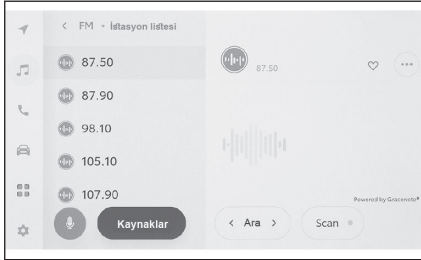 FM - İstasyon listesi
87.50
87.90
98.10
105.10
107.90
Kaynaklar
87.50
Powered by Gracenote®
Ara
Scan